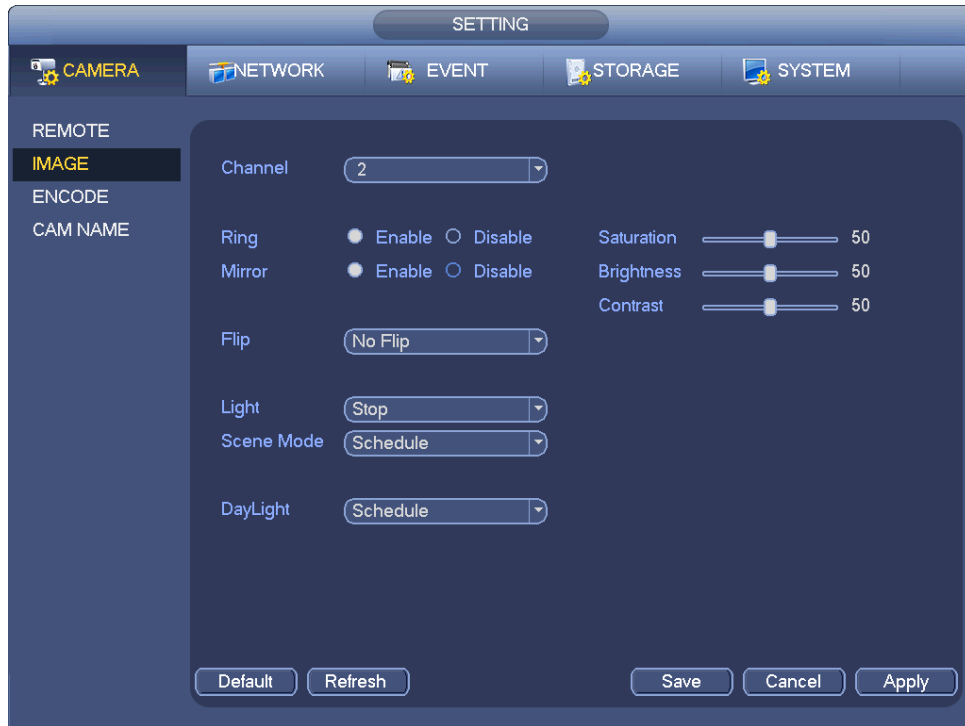 SETTING
CAMERA NETWORK EVENT STORAGE SYSTEM
REMOTE
IMAGE
ENCODE
CAM NAME
Channel 2
Ring Enable Disable Saturation 50
Mirror Enable Disable Brightness 50
Contrast 50
Flip No Flip
Light Stop
Scene Mode Schedule
DayLight Schedule
Default Refresh Save Cancel Apply